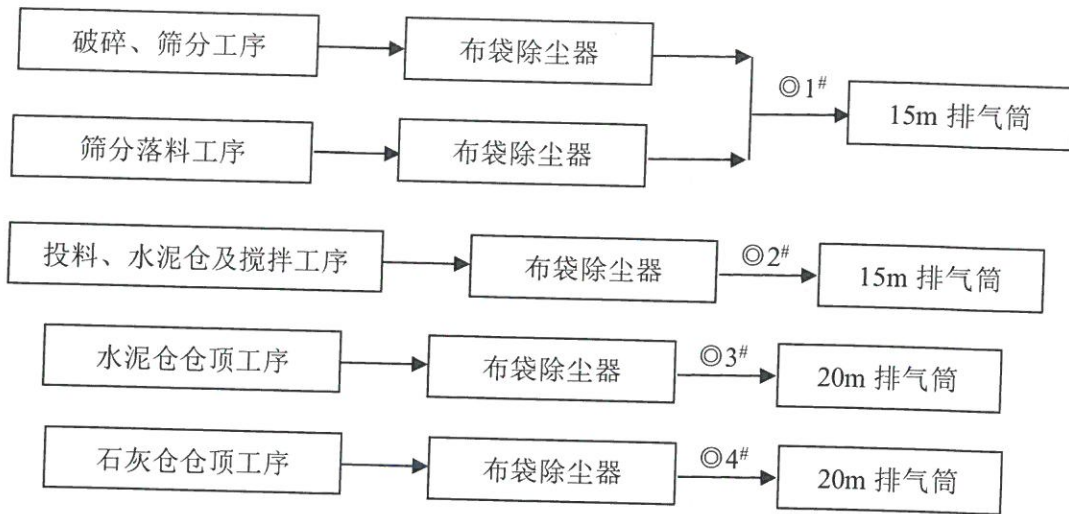 破碎、筛分工序
布袋除尘器
◎1#
15m 排气筒
筛分落料工序
布袋除尘器
投料、水泥仓及搅拌工序
布袋除尘器
◎2#
15m 排气筒
水泥仓仓顶工序
布袋除尘器
◎3#
20m 排气筒
石灰仓仓顶工序
布袋除尘器
◎4#
20m 排气筒